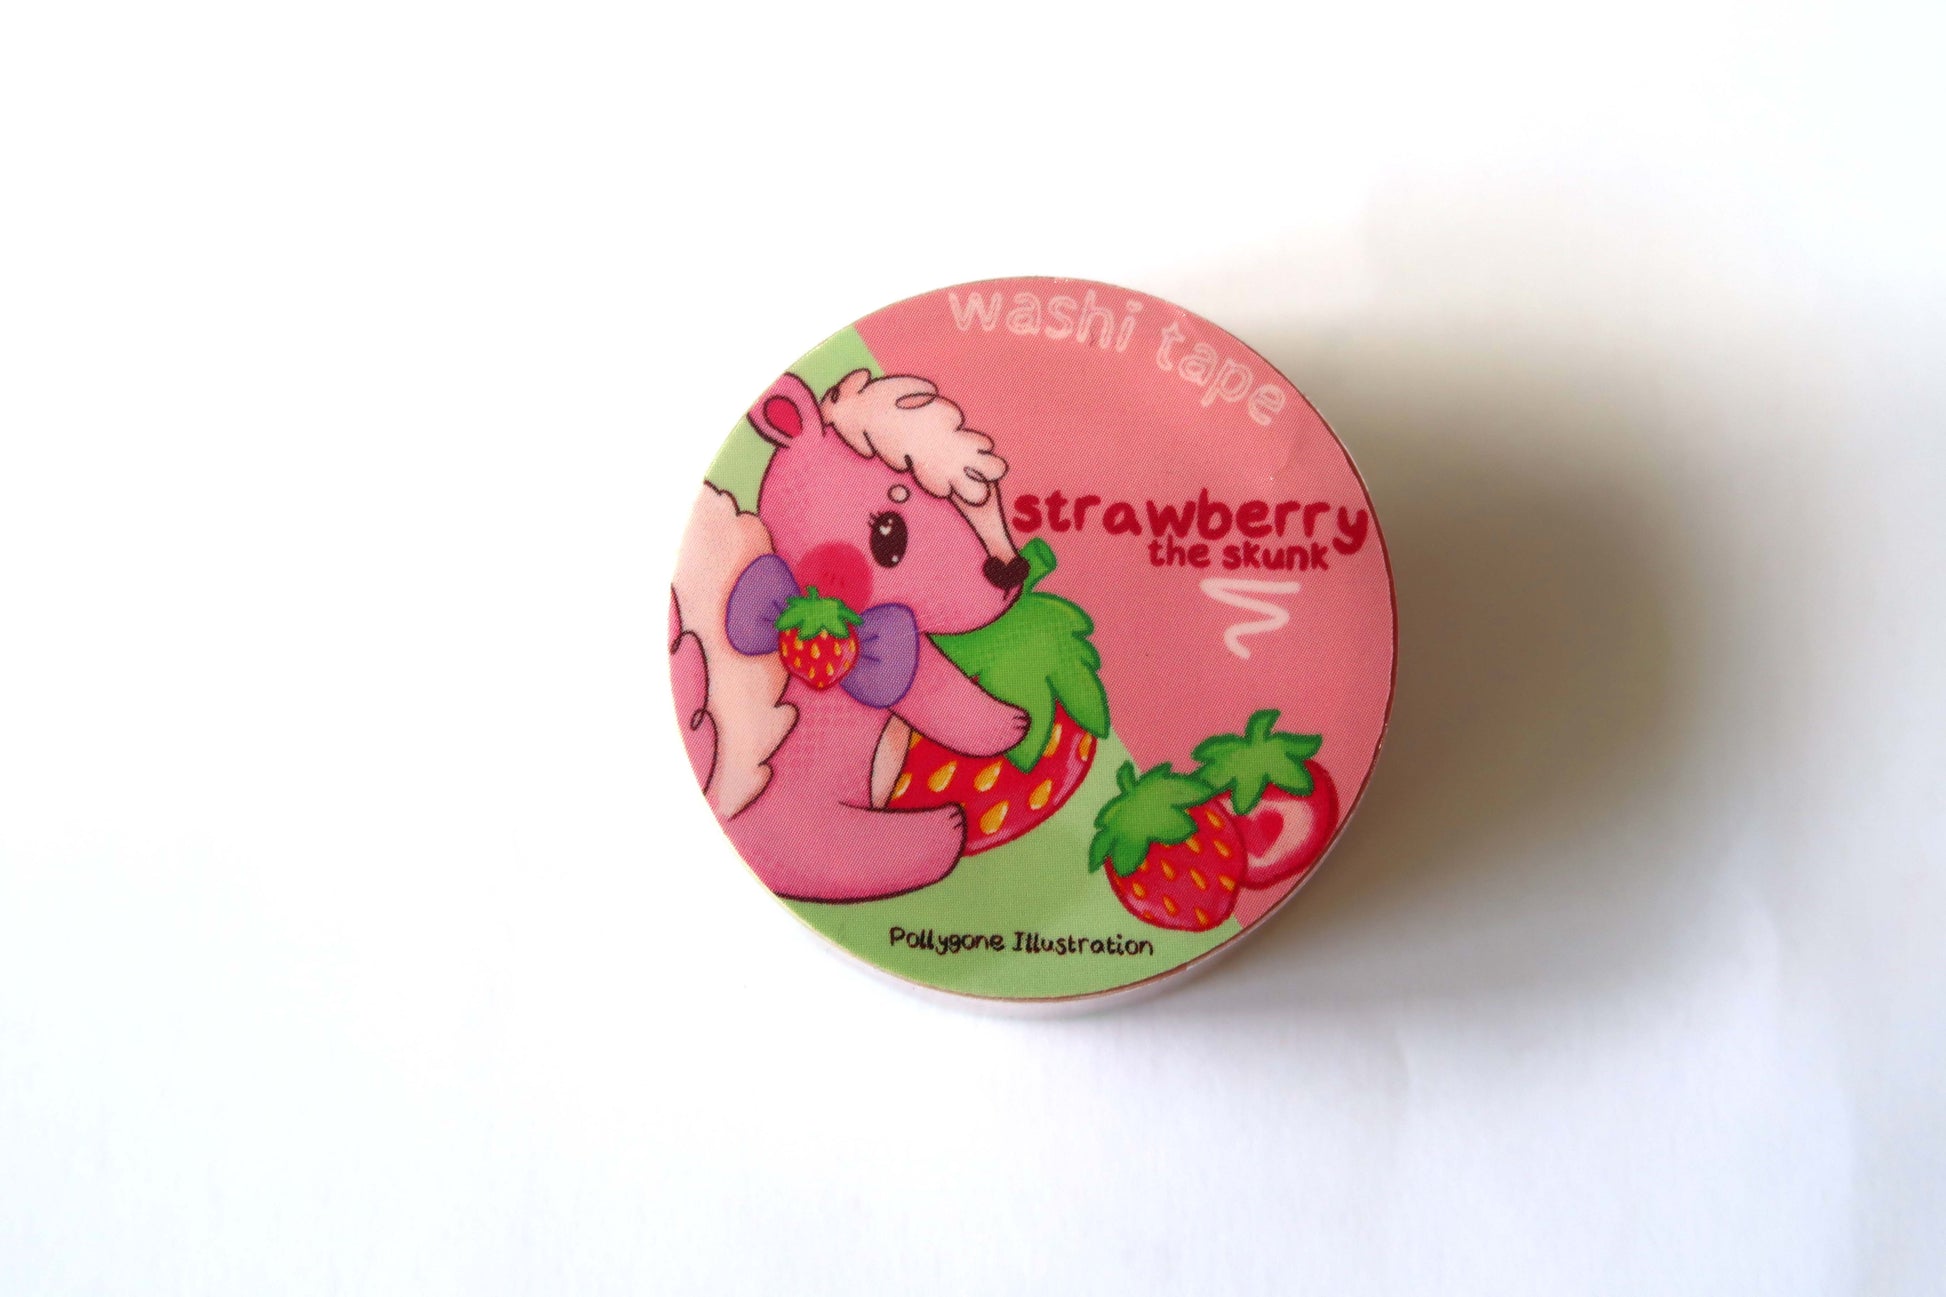 washi tape
strawberry
the skunk
Pollygone Illustration